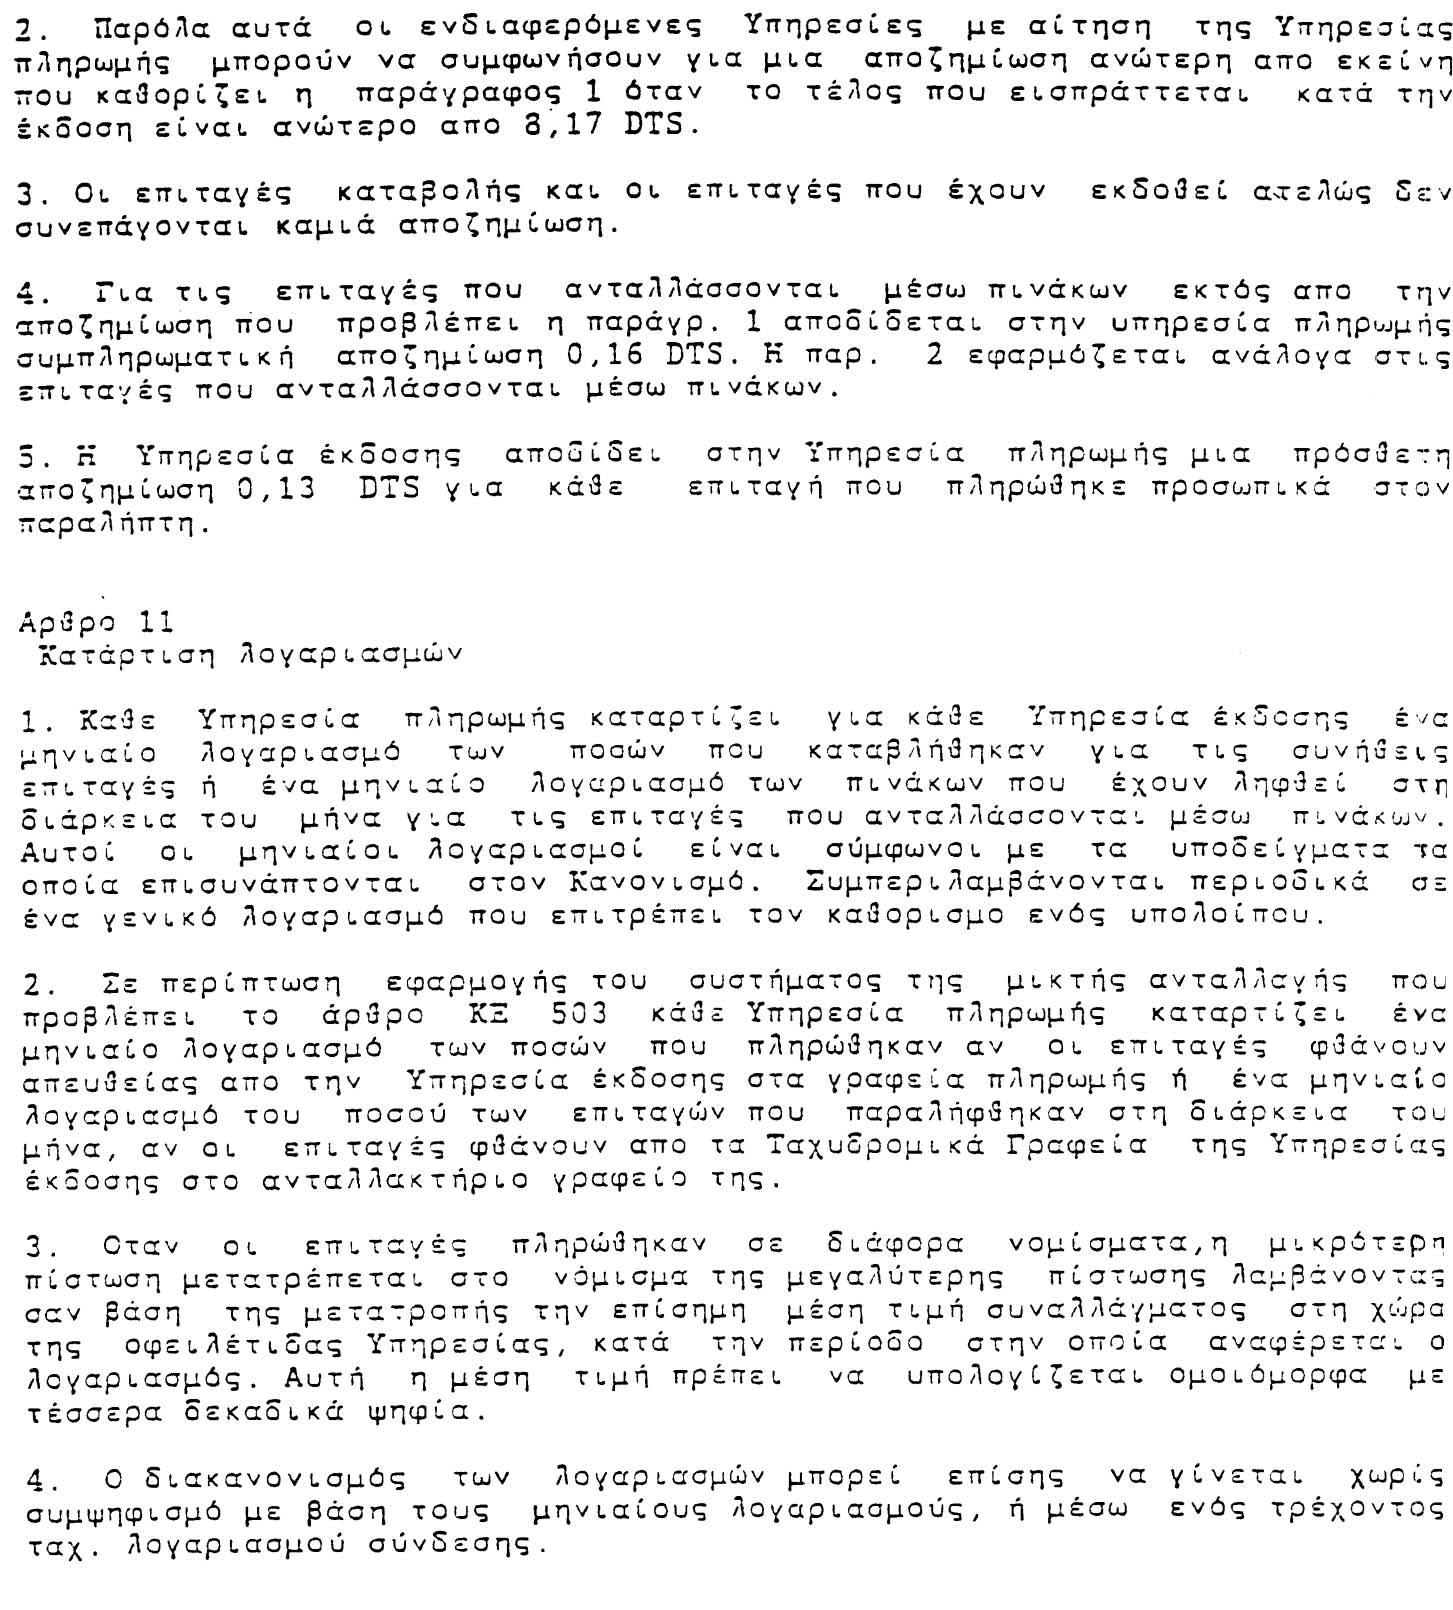 2. Παρόλα αυτά οι ενδιαφερόμενες Υπηρεσίες με αίτηση της Υπηρεσίας
πληρωμής μπορούν να συμφωνήσουν για μια αποζημίωση ανώτερη απο εκείνη
που καθορίζει η παράγραφος 1 όταν το τέλος που εισπράττεται κατά την
έκδοση είναι ανώτερο απο 8,17 DTS.

3. Οι επιταγές καταβολής και οι επιταγές που έχουν εκδοθεί ατελώς δεν
συνεπάγονται καμιά αποζημίωση.

4. Για τις επιταγές που ανταλλάσσονται μέσω πινάκων εκτός απο την
αποζημίωση που προβλέπει η παράγρ. 1 αποδίδεται στην υπηρεσία πληρωμής
συμπληρωματική αποζημίωση 0,16 DTS. Η παρ. 2 εφαρμόζεται ανάλογα στις
επιταγές που ανταλλάσσονται μέσω πινάκων.

5. Η Υπηρεσία έκδοσης αποδίδει στην Υπηρεσία πληρωμής μια πρόσθετη
αποζημίωση 0,13 DTS για κάθε επιταγή που πληρώθηκε προσωπικά στον
παραλήπτη.

Αρθρο 11
Κατάρτιση λογαριασμών

1. Καθε Υπηρεσία πληρωμής καταρτίζει για κάθε Υπηρεσία έκδοσης ένα
μηνιαίο λογαριασμό των ποσών που καταβλήθηκαν για τις συνήθεις
επιταγές ή ένα μηνιαίο λογαριασμό των πινάκων που έχουν ληφθεί στη
διάρκεια του μήνα για τις επιταγές που ανταλλάσσονται μέσω πινάκων.
Αυτοί οι μηνιαίοι λογαριασμοί είναι σύμφωνοι με τα υποδείγματα τα
οποία επισυνάπτονται στον Κανονισμό. Συμπεριλαμβάνονται περιοδικά σε
ένα γενικό λογαριασμό που επιτρέπει τον καθορισμο ενός υπολοίπου.

2. Σε περίπτωση εφαρμογής του συστήματος της μικτής ανταλλαγής που
προβλέπει το άρθρο ΚΞ 503 κάθε Υπηρεσία πληρωμής καταρτίζει ένα
μηνιαίο λογαριασμό των ποσών που πληρώθηκαν αν οι επιταγές φθάνουν
απευθείας απο την Υπηρεσία έκδοσης στα γραφεία πληρωμής ή ένα μηνιαίο
λογαριασμό του ποσού των επιταγών που παραλήφθηκαν στη διάρκεια του
μήνα, αν οι επιταγές φθάνουν απο τα Ταχυδρομικά Γραφεία της Υπηρεσίας
έκδοσης στο ανταλλακτήριο γραφείο της.

3. Οταν οι επιταγές πληρώθηκαν σε διάφορα νομίσματα,η μικρότερη
πίστωση μετατρέπεται στο νόμισμα της μεγαλύτερης πίστωσης λαμβάνοντας
σαν βάση της μετατροπής την επίσημη μέση τιμή συναλλάγματος στη χώρα
της οφειλέτιδας Υπηρεσίας, κατά την περίοδο στην οποία αναφέρεται ο
λογαριασμός. Αυτή η μέση τιμή πρέπει να υπολογίζεται ομοιόμορφα με
τέσσερα δεκαδικά ψηφία.

4. Ο διακανονισμός των λογαριασμών μπορεί επίσης να γίνεται χωρίς
συμψηφισμό με βάση τους μηνιαίους λογαριασμούς, ή μέσω ενός τρέχοντος
ταχ. λογαριασμού σύνδεσης.